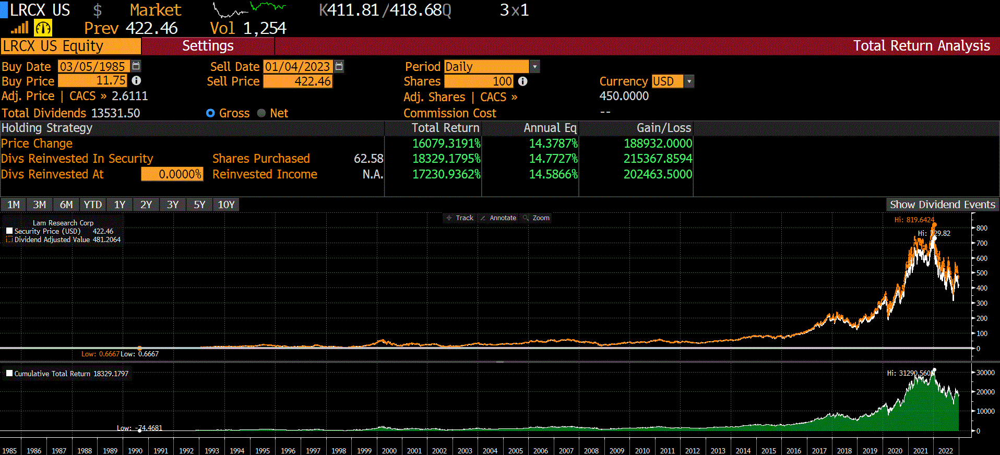 LRCX US $ Market K411.81/418.68Q 3x1
Prev 422.46 Vol 1,254
LRCX US Equity Settings Total Return Analysis
Buy Date 03/05/1985 Sell Date 01/04/2023 Period Daily
Buy Price 11.75 Sell Price 422.46 Shares 100 Currency USD
Adj. Price | CACS » 2.6111 Adj. Shares | CACS » 450.0000
Total Dividends 13531.50 Gross Net Commission Cost --
Holding Strategy Total Return Annual Eq Gain/Loss
Price Change 16079.3191% 14.3787% 188932.0000
Divs Reinvested In Security Shares Purchased 62.58 18329.1795% 14.7727% 215367.8594
Divs Reinvested At 0.0000% Reinvested Income N.A. 17230.9362% 14.5866% 202463.5000
1M 3M 6M YTD 1Y 2Y 3Y 5Y 10Y Show Dividend Events
Track Annotate Zoom
Lam Research Corp
Security Price (USD) 422.46
Dividend Adjusted Value 481.2064
Hi: 819.6424
Hi: 729.82
800
700
600
500
400
300
200
100
0
Low: 0.6667 Low: 0.6667
Cumulative Total Return 18329.1797
Hi: 31290.5605
30000
20000
10000
0
Low: -74.4681
1985 1986 1987 1988 1989 1990 1991 1992 1993 1994 1995 1996 1997 1998 1999 2000 2001 2002 2003 2004 2005 2006 2007 2008 2009 2010 2011 2012 2013 2014 2015 2016 2017 2018 2019 2020 2021 2022